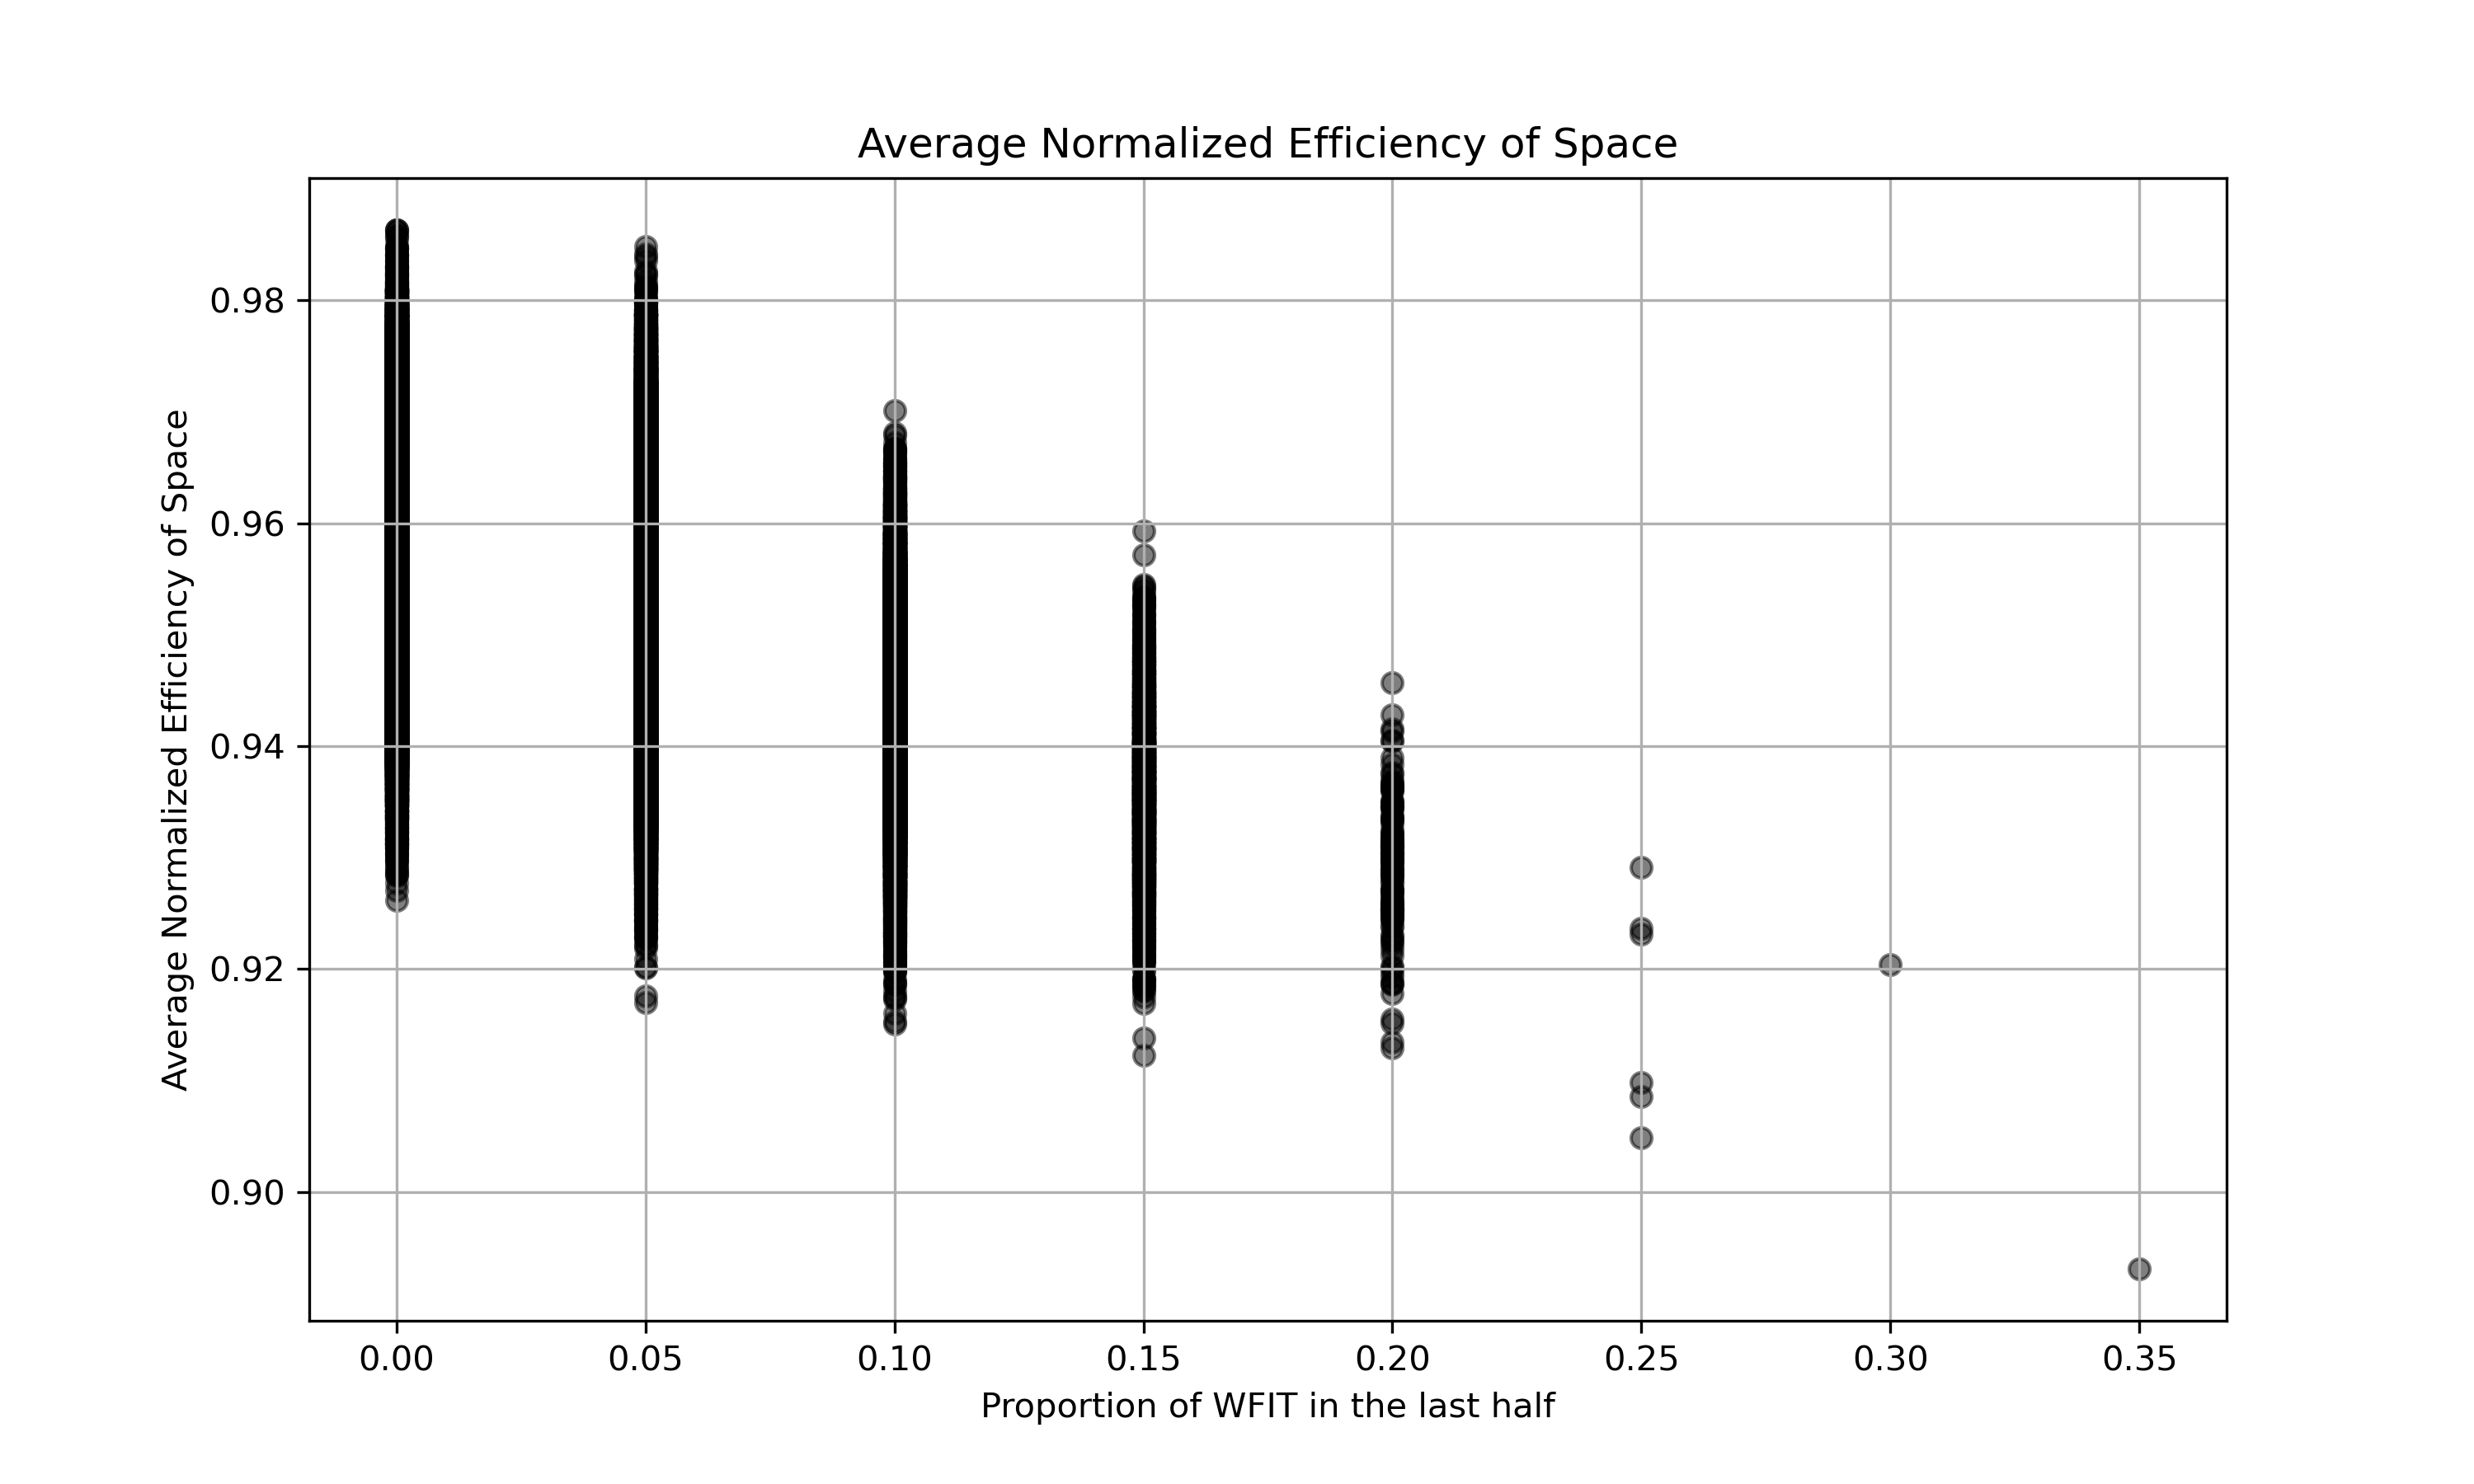 Average Normalized Efficiency of Space
Average Normalized Efficiency of Space
0.98
0.96
0.94
0.92
0.90
0.00 0.05 0.10 0.15 0.20 0.25 0.30 0.35
Proportion of WFIT in the last half